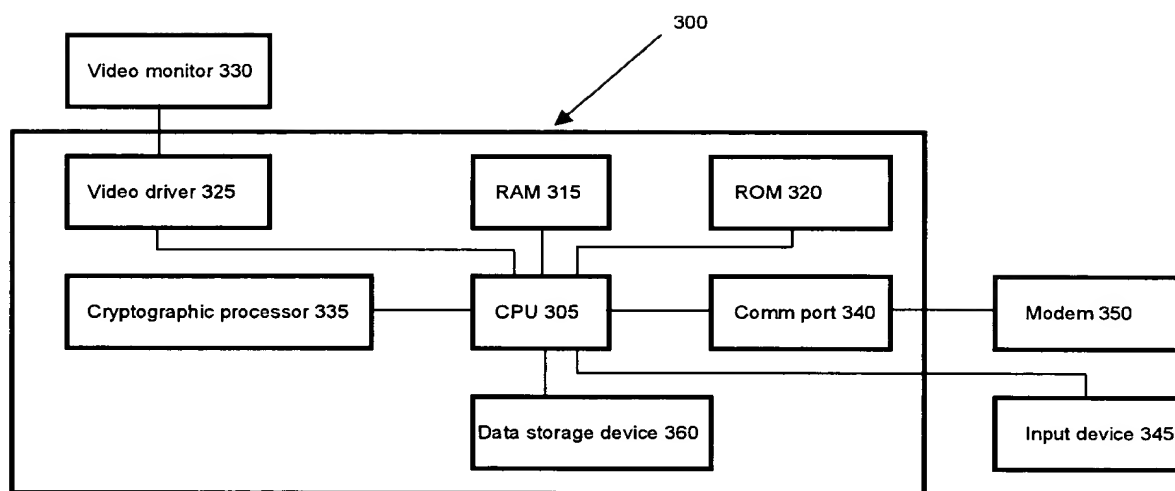 300
Video monitor 330
Video driver 325
RAM 315
ROM 320
Cryptographic processor 335
CPU 305
Comm port 340
Modem 350
Data storage device 360
Input device 345